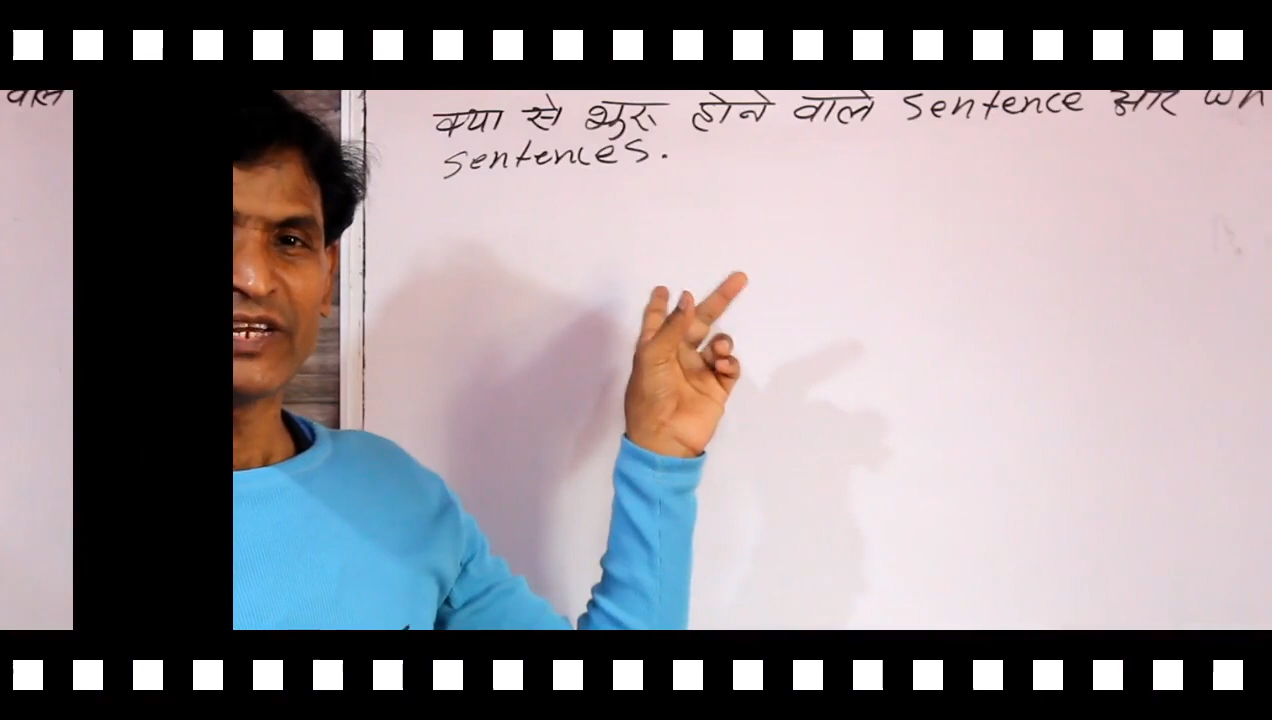 वाले
क्या से शुरू होने वाले Sentence और Wh
Sentences.